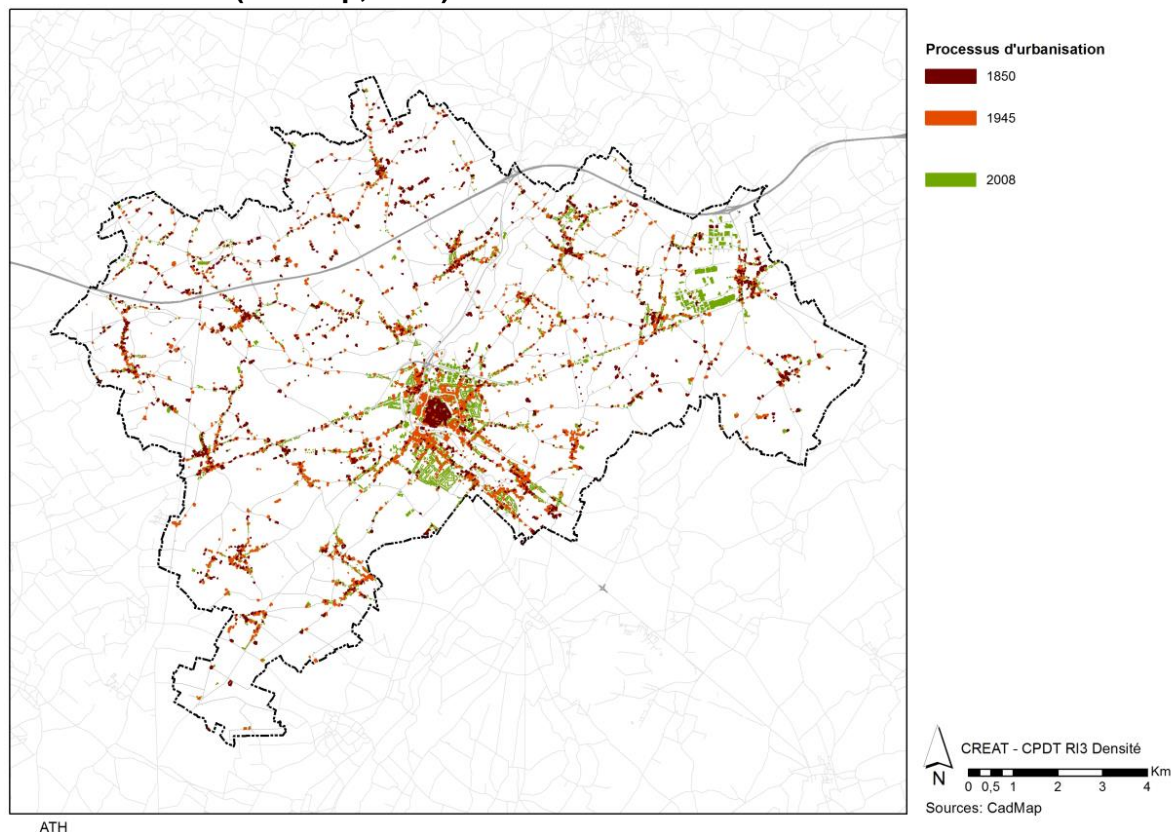 Processus d'urbanisation
1850
1945
2008
CREAT - CPDT RI3 Densité
N
Km
0 0,5 1 2 3 4
Sources: CadMap
ATH